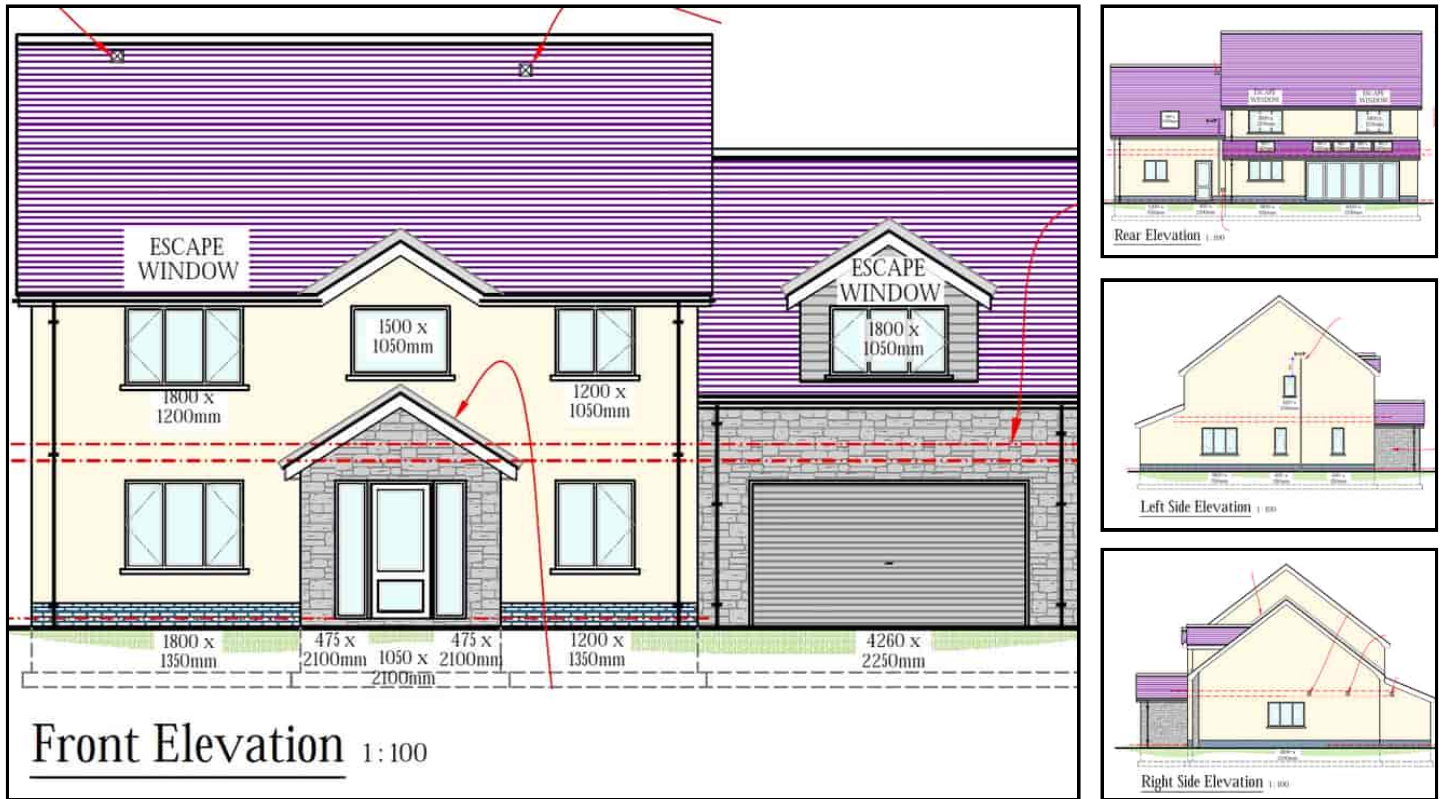 ESCAPE
WINDOW
ESCAPE
WINDOW
1500 x
1050mm
1800 x
1050mm
1800 x
1200mm
1200 x
1050mm
1800 x
1350mm
475 x
2100mm
1050 x
2100mm
475 x
2100mm
1200 x
1350mm
4260 x
2250mm
Front Elevation 1:100
ESCAPE
WINDOW
ESCAPE
WINDOW
Rear Elevation 1:100
Left Side Elevation 1:100
Right Side Elevation 1:100